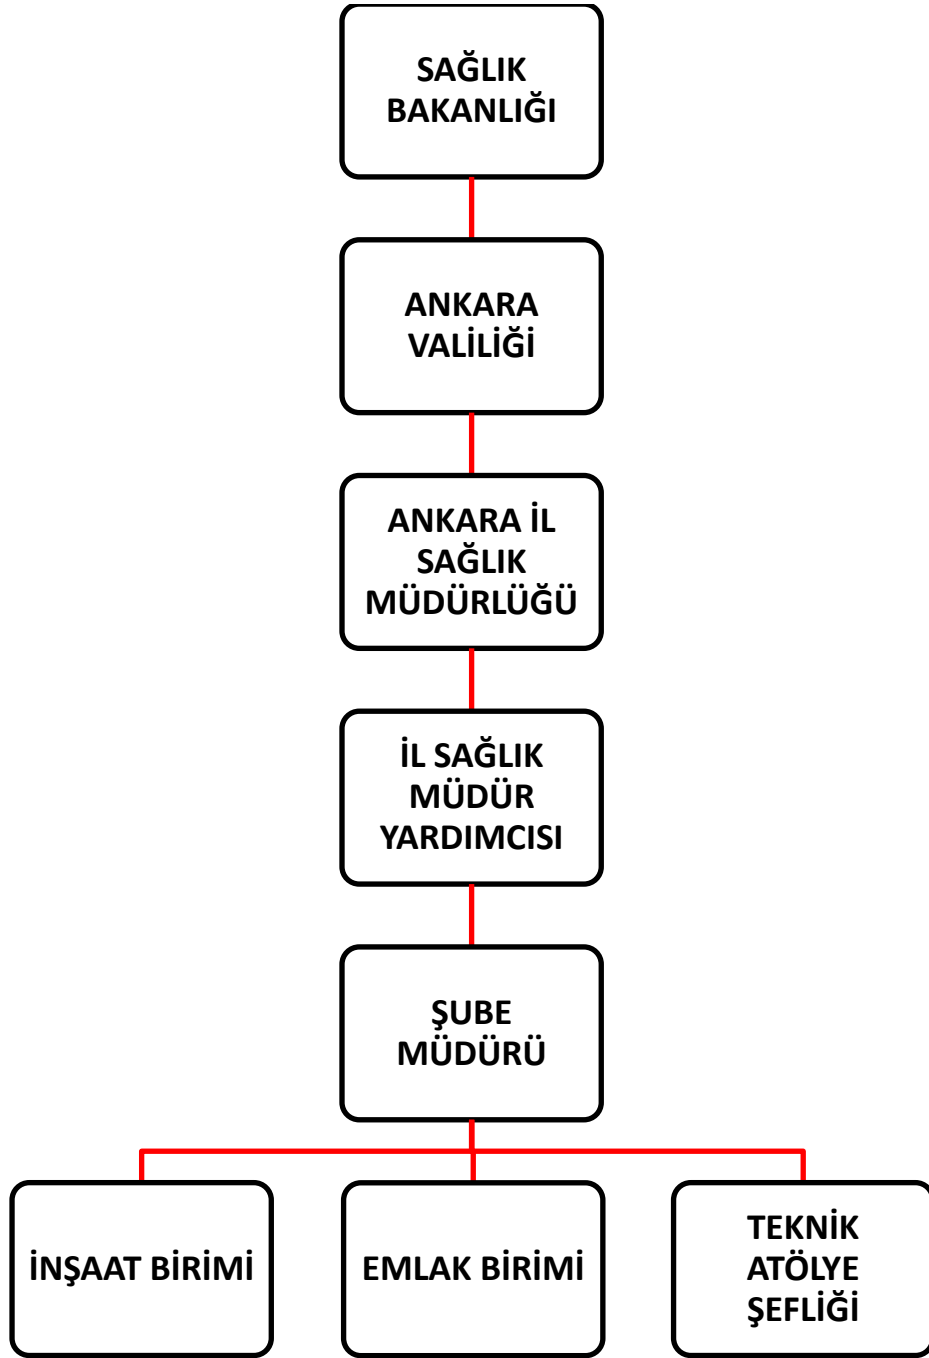 SAĞLIK
BAKANLIĞI
ANKARA
VALİLİĞİ
ANKARA İL
SAĞLIK
MÜDÜRLÜĞÜ
İL SAĞLIK
MÜDÜR
YARDIMCISI
ŞUBE
MÜDÜRÜ
İNŞAAT BİRİMİ
EMLAK BİRİMİ
TEKNİK
ATÖLYE
ŞEFLİĞİ